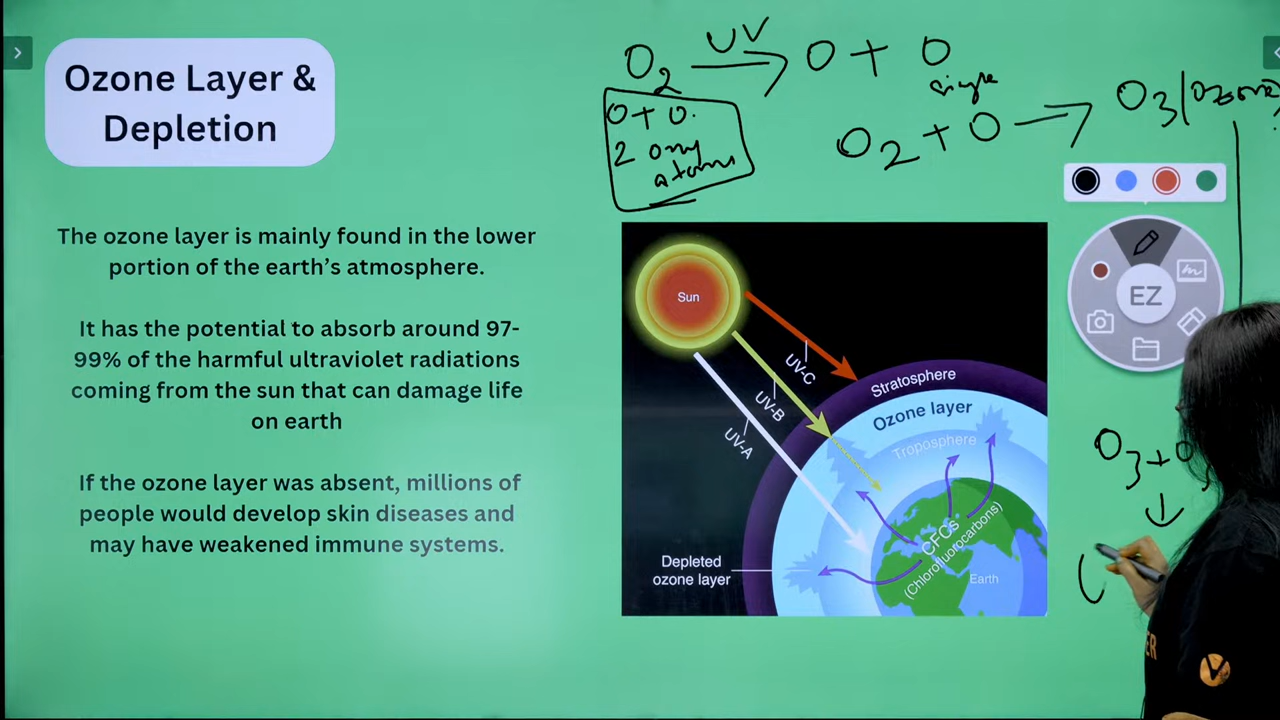 Ozone Layer &
Depletion
The ozone layer is mainly found in the lower
portion of the earth's atmosphere.
It has the potential to absorb around 97-
99% of the harmful ultraviolet radiations
coming from the sun that can damage life
on earth
If the ozone layer was absent, millions of
people would develop skin diseases and
may have weakened immune systems.
UV
O2 → O + O
single
O2 + O → O3 (Ozone)
O + O.
2 oxy
atoms
EZ
Sun
UV-C
UV-B
UV-A
Stratosphere
Ozone layer
Troposphere
CFCs
(Chlorofluorocarbons)
Earth
Depleted
ozone layer
O3 +
↓